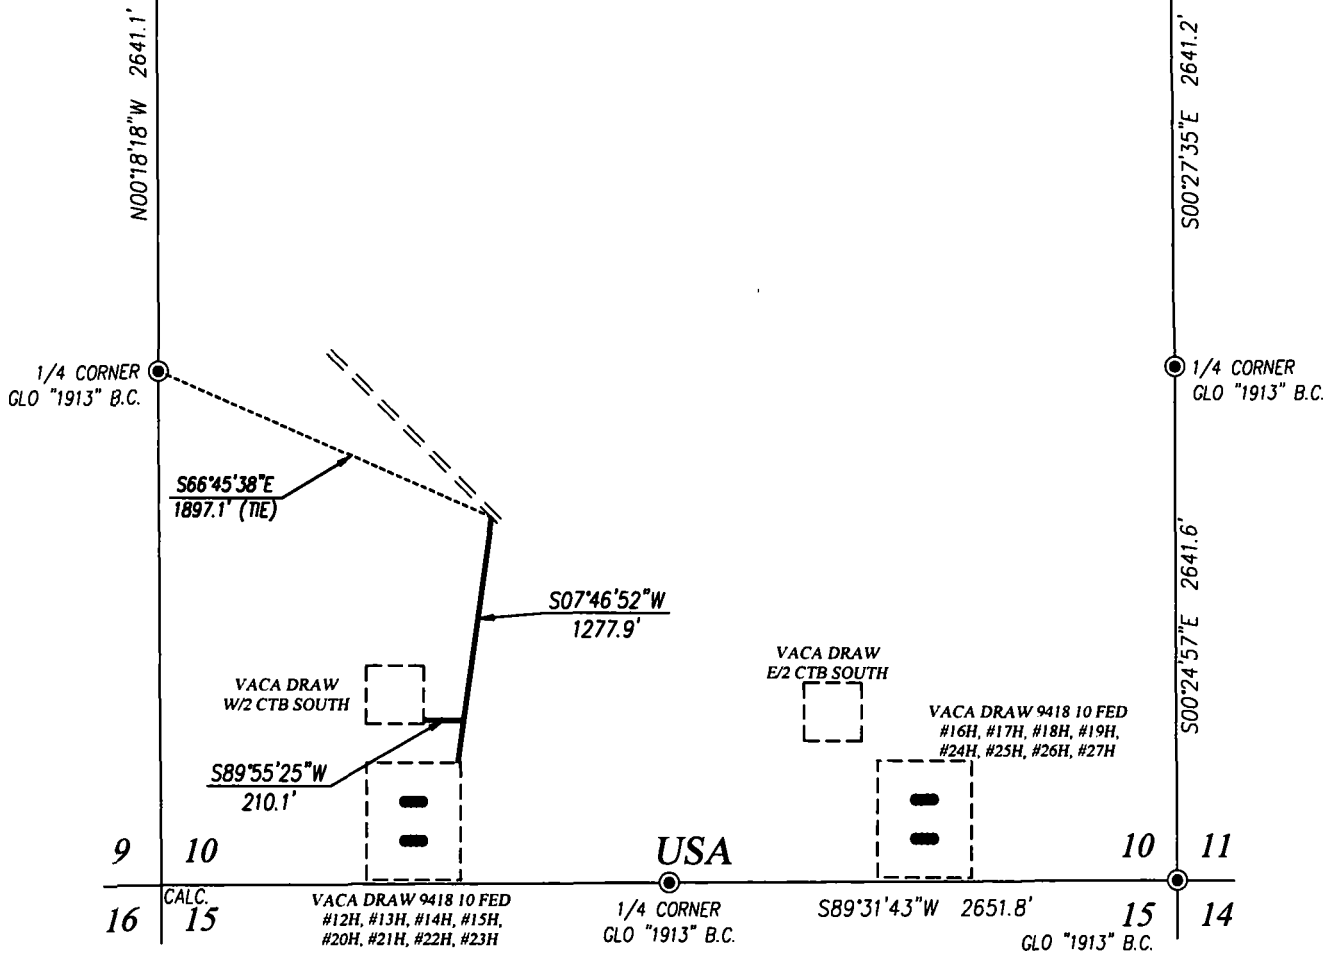 N00°18'18"W 2641.1'
S00°27'35"E 2641.2'
1/4 CORNER
GLO "1913" B.C.
1/4 CORNER
GLO "1913" B.C.
S66°45'38"E
1897.1' (TIE)
S07°46'52"W
1277.9'
S00°24'57"E 2641.6'
VACA DRAW
W/2 CTB SOUTH
VACA DRAW
E/2 CTB SOUTH
VACA DRAW 9418 10 FED
#16H, #17H, #18H, #19H,
#24H, #25H, #26H, #27H
S89°55'25"W
210.1'
9 10
USA
10 11
CALC.
16 15
VACA DRAW 9418 10 FED
#12H, #13H, #14H, #15H,
#20H, #21H, #22H, #23H
1/4 CORNER
GLO "1913" B.C.
S89°31'43"W 2651.8'
15 14
GLO "1913" B.C.